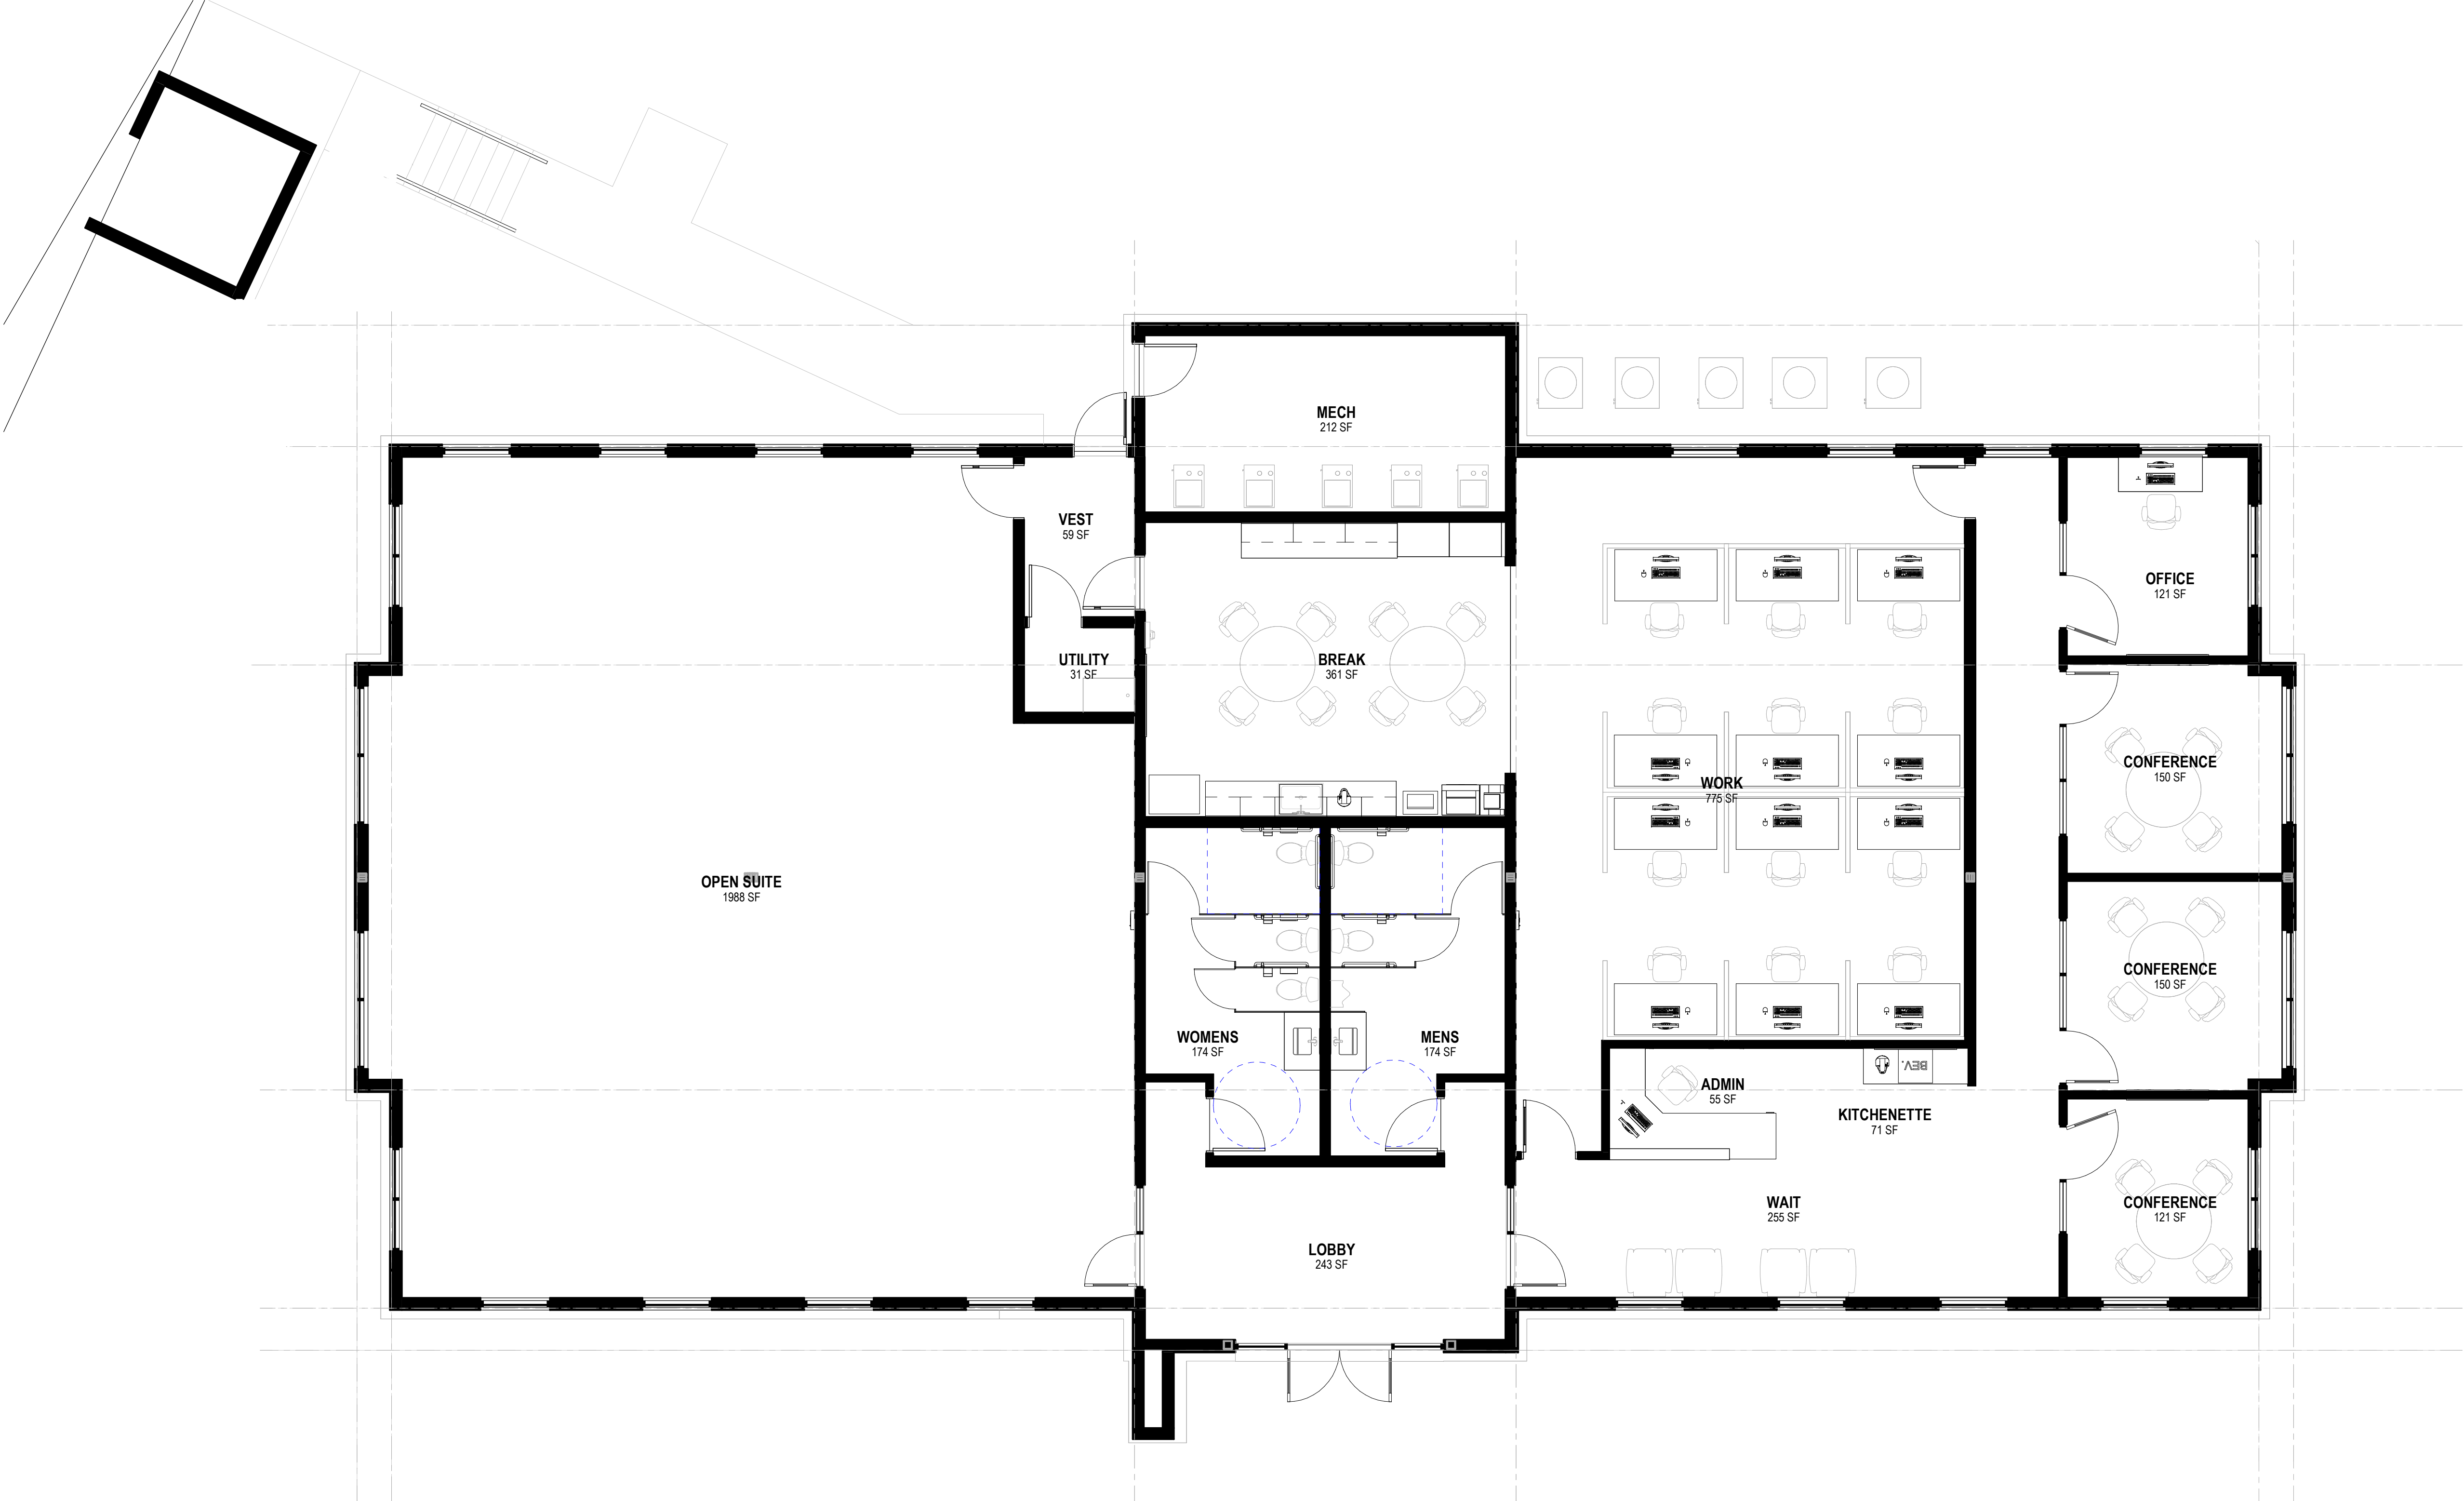 MECH
212 SF
VEST
59 SF
OFFICE
121 SF
UTILITY
31 SF
BREAK
361 SF
CONFERENCE
150 SF
WORK
775 SF
OPEN SUITE
1988 SF
CONFERENCE
150 SF
WOMENS
174 SF
MENS
174 SF
BEV.
ADMIN
55 SF
KITCHENETTE
71 SF
WAIT
255 SF
CONFERENCE
121 SF
LOBBY
243 SF